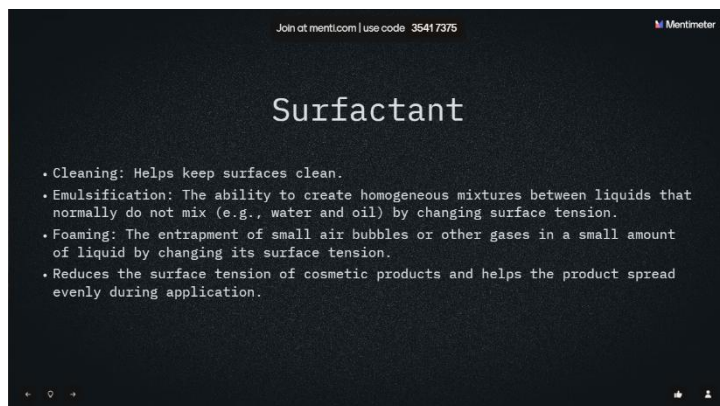 Join at menti.com | use code 3541 7375
Mentimeter
Surfactant
• Cleaning: Helps keep surfaces clean.
• Emulsification: The ability to create homogeneous mixtures between liquids that
normally do not mix (e.g., water and oil) by changing surface tension.
• Foaming: The entrapment of small air bubbles or other gases in a small amount
of liquid by changing its surface tension.
• Reduces the surface tension of cosmetic products and helps the product spread
evenly during application.